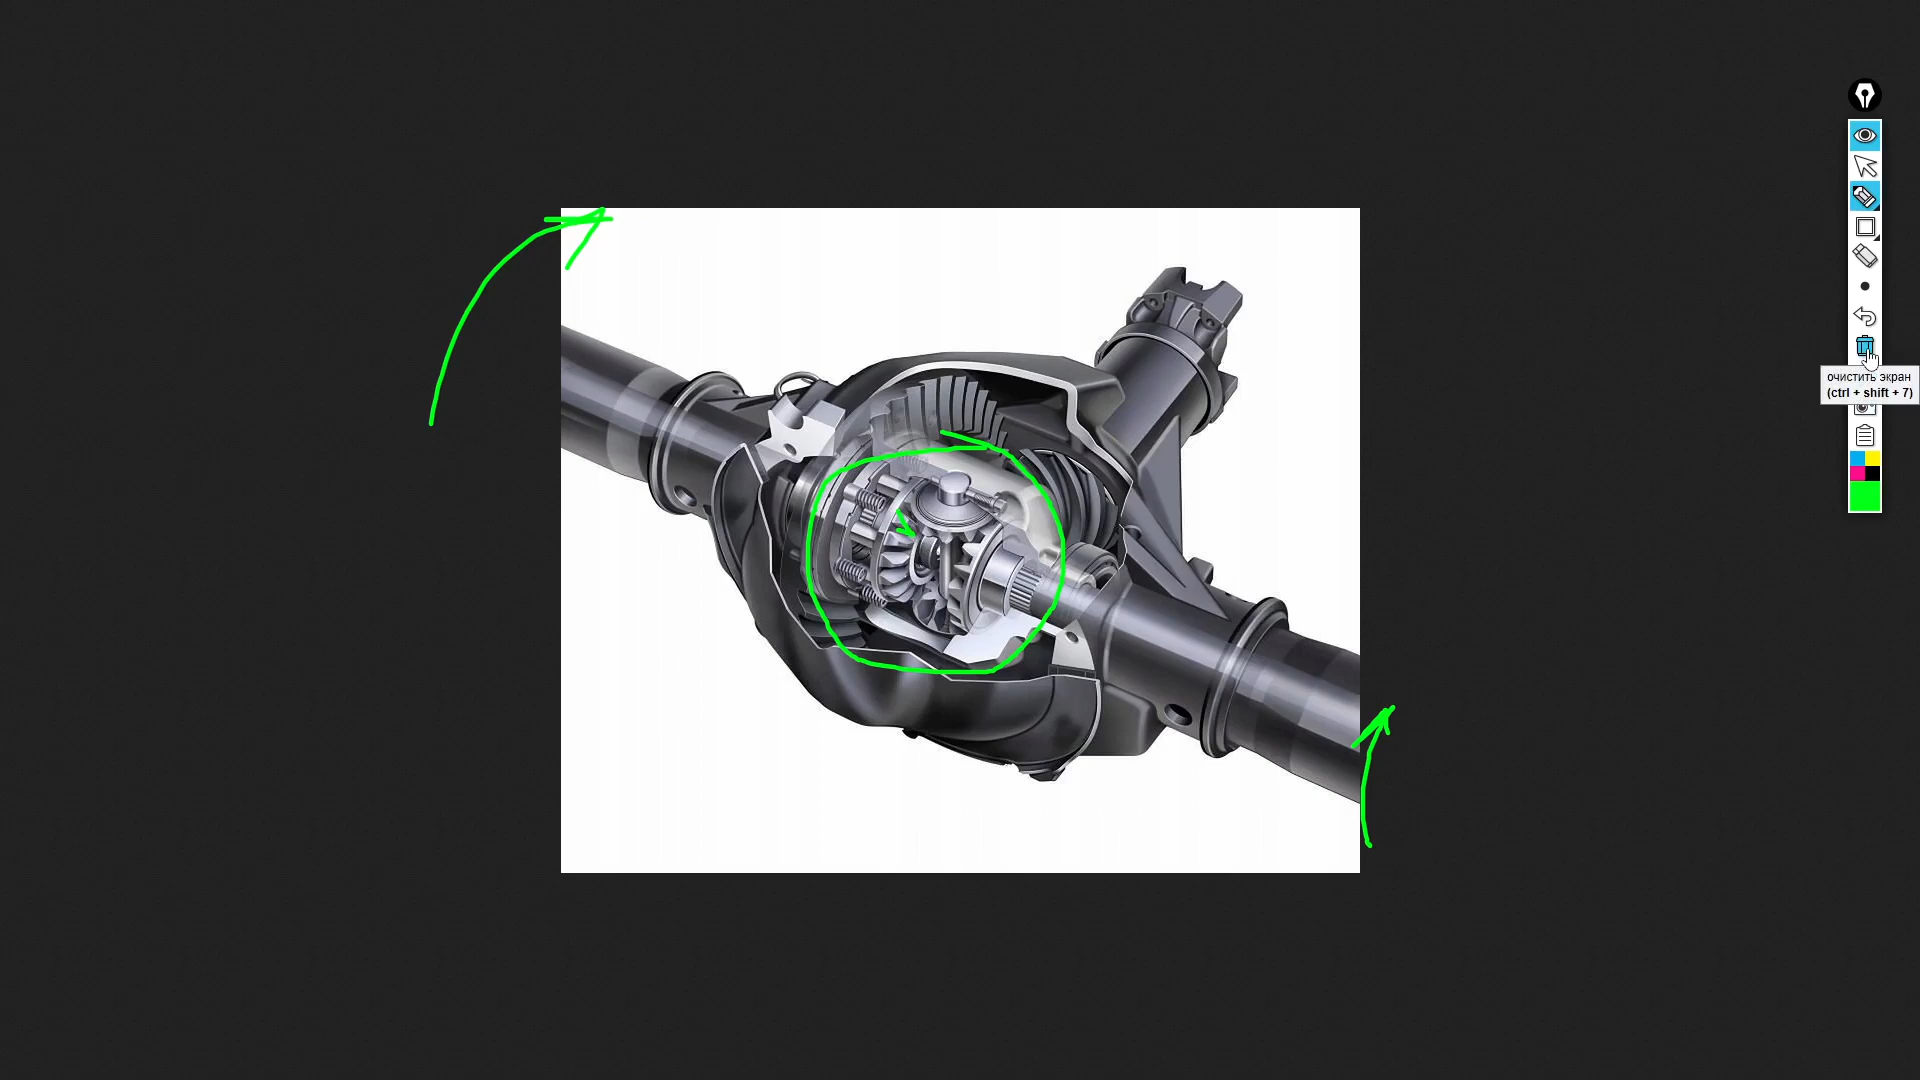 очистить экран
(ctrl + shift + 7)